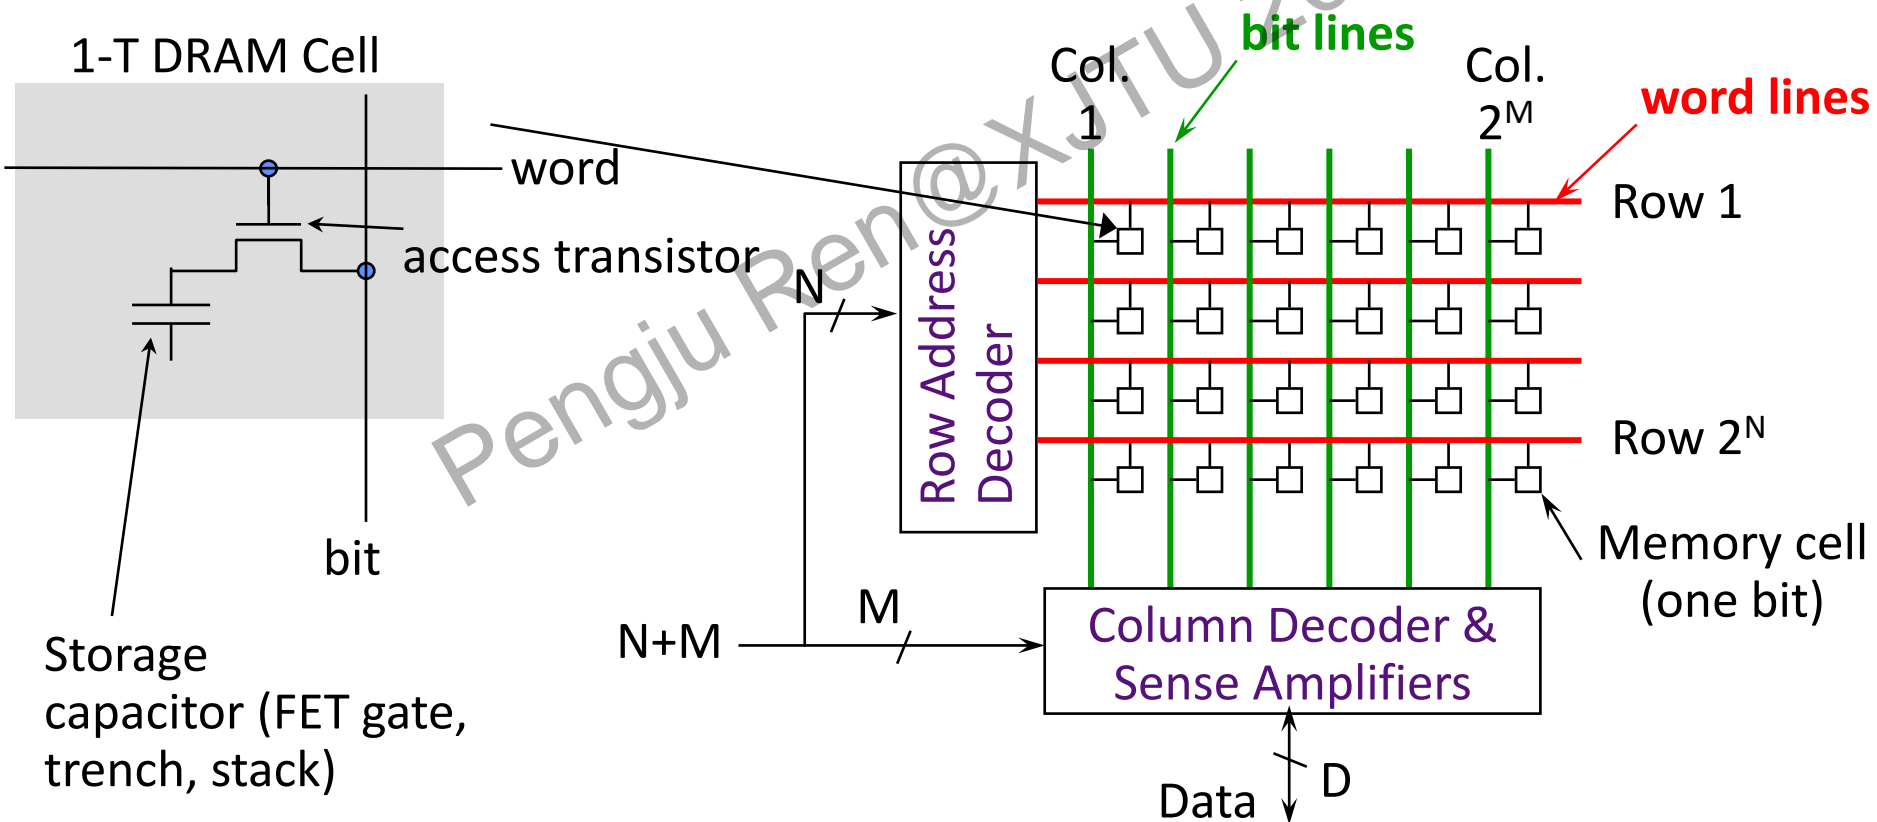 1-T DRAM Cell
word
access transistor
bit
Storage
capacitor (FET gate,
trench, stack)
Col.
1
bit lines
Col.
2^M
word lines
Row 1
Row 2^N
Row Address
Decoder
N
M
N+M
Column Decoder &
Sense Amplifiers
Memory cell
(one bit)
Data
D
Pengju Ren@XJTU